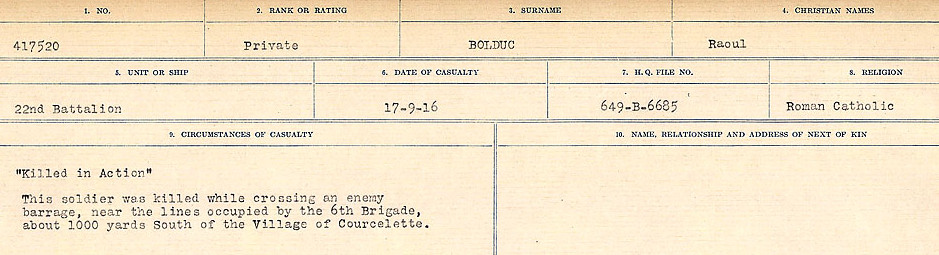 1. NO. 2. RANK OR RATING 3. SURNAME 4. CHRISTIAN NAMES
417520 Private BOLDUC Raoul
5. UNIT OR SHIP 6. DATE OF CASUALTY 7. H.Q. FILE NO. 8. RELIGION
22nd Battalion 17-9-16 649-B-6685 Roman Catholic
9. CIRCUMSTANCES OF CASUALTY 10. NAME, RELATIONSHIP AND ADDRESS OF NEXT OF KIN
"Killed in Action"
This soldier was killed while crossing an enemy
barrage, near the lines occupied by the 6th Brigade,
about 1000 yards South of the Village of Courcelette.